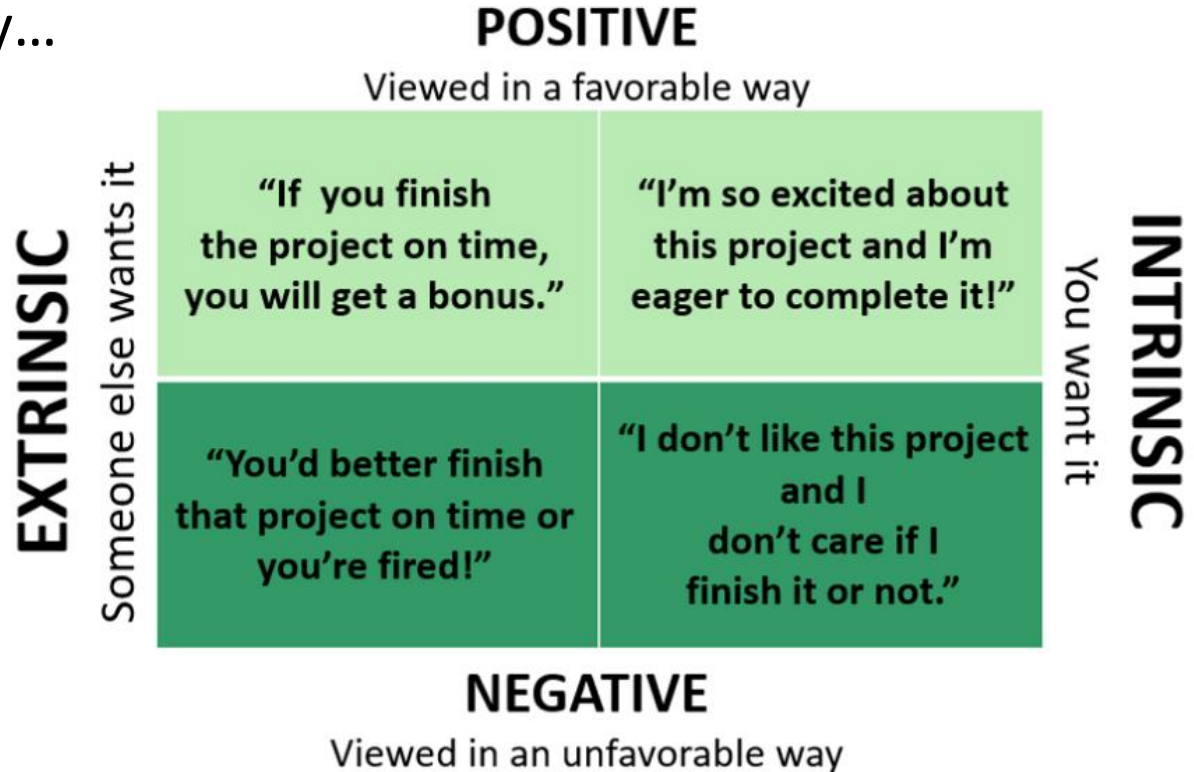 y...
POSITIVE
Viewed in a favorable way
EXTRINSIC
Someone else wants it
“If you finish
the project on time,
you will get a bonus.”
“I’m so excited about
this project and I’m
eager to complete it!”
“You’d better finish
that project on time or
you’re fired!”
“I don’t like this project
and I
don’t care if I
finish it or not.”
You want it
INTRINSIC
NEGATIVE
Viewed in an unfavorable way